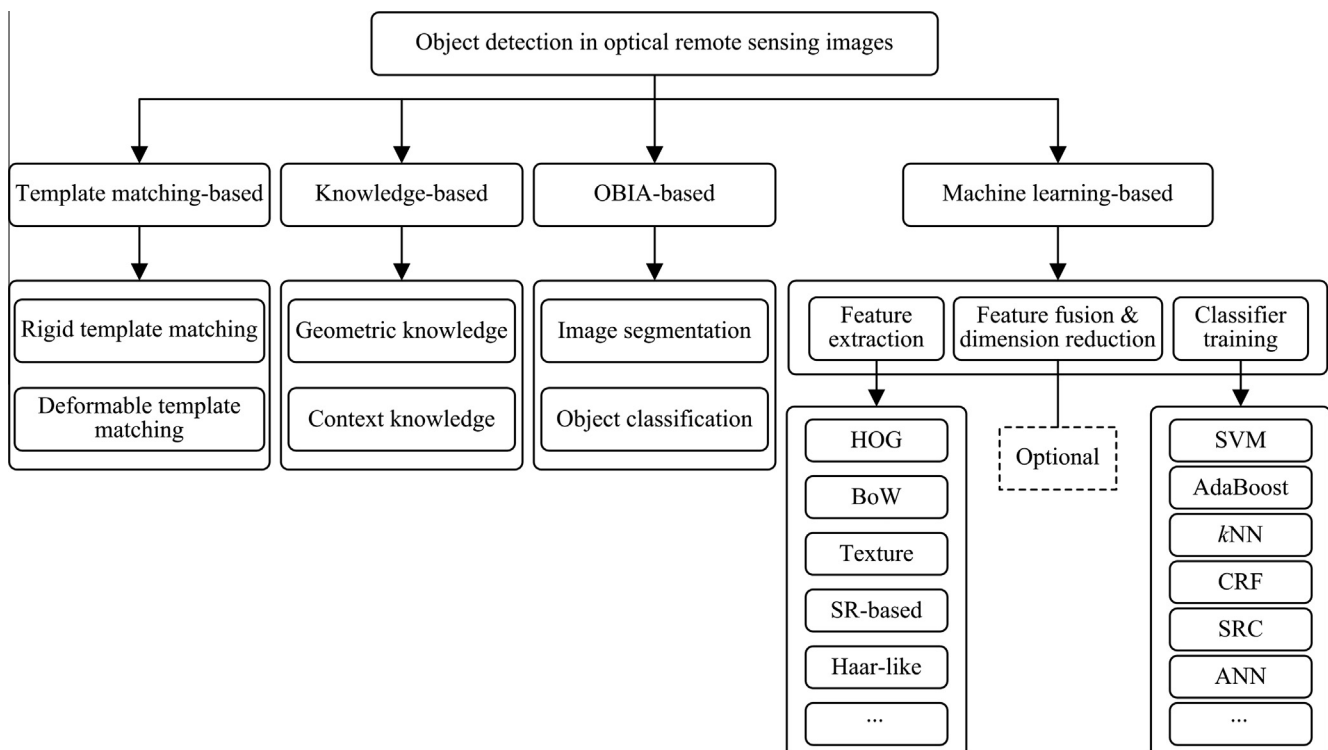 Object detection in optical remote sensing images
Template matching-based
Knowledge-based
OBIA-based
Machine learning-based
Rigid template matching
Deformable template
matching
Geometric knowledge
Context knowledge
Image segmentation
Object classification
Feature
extraction
Feature fusion &
dimension reduction
Classifier
training
HOG
BoW
Texture
SR-based
Haar-like
...
Optional
SVM
AdaBoost
kNN
CRF
SRC
ANN
...